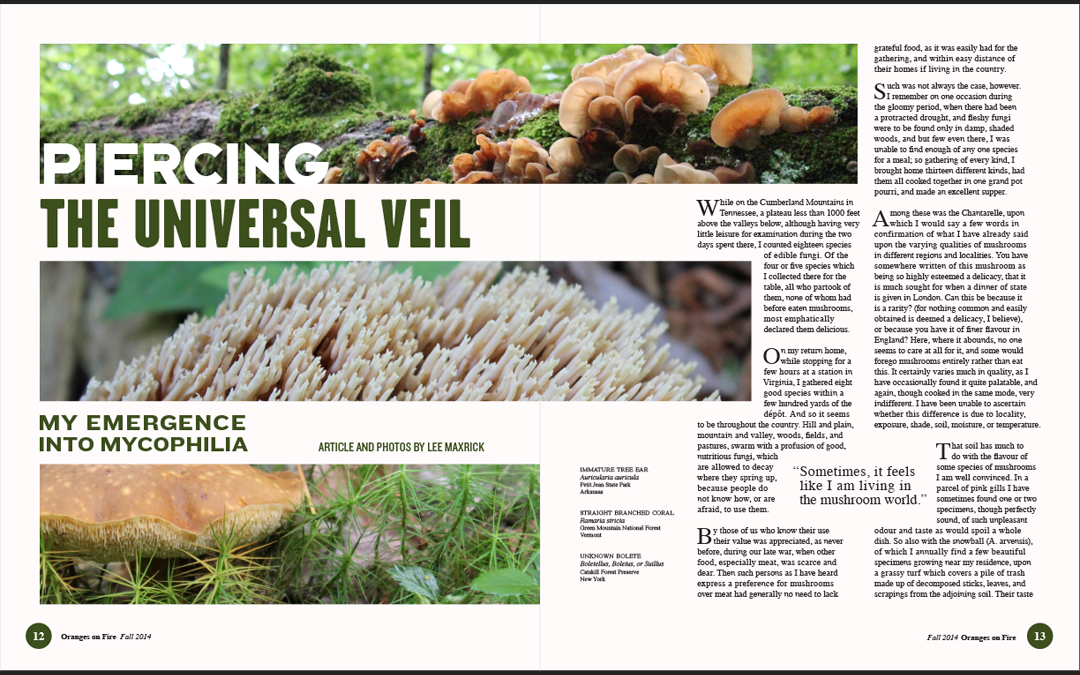 PIERCING
THE UNIVERSAL VEIL
MY EMERGENCE
INTO MYCOPHILIA
ARTICLE AND PHOTOS BY LEE MAXRICK
IMMATURE TREE EAR
Auricularia auricula
Petit Jean State Park
Arkansas
STRAIGHT BRANCHED CORAL
Ramaria stricia
Green Mountain National Forest
Vermont
UNKNOWN BOLETE
Boletellus, Boletus, or Suillus
Catskill Forest Preserve
New York
While on the Cumberland Mountains in
Tennessee, a plateau less than 1000 feet
above the valleys below, although having very
little leisure for examination during the two
days spent there, I counted eighteen species
of edible fungi. Of the
four or five species which
I collected there for the
table, all who partook of
them, none of whom had
before eaten mushrooms,
most emphatically
declared them delicious.
On my return home,
while stopping for a
few hours at a station in
Virginia, I gathered eight
good species within a
few hundred yards of the
dépôt. And so it seems
to be throughout the country. Hill and plain,
mountain and valley, woods, fields, and
pastures, swarm with a profusion of good,
nutritious fungi, which
are allowed to decay
where they spring up,
because people do
not know how, or are
afraid, to use them.
By those of us who know their use
their value was appreciated, as never
before, during our late war, when other
food, especially meat, was scarce and
dear. Then such persons as I have heard
express a preference for mushrooms
over meat had generally no need to lack
grateful food, as it was easily had for the
gathering, and within easy distance of
their homes if living in the country.
Such was not always the case, however.
I remember on one occasion during
the gloomy period, when there had been
a protracted drought, and fleshy fungi
were to be found only in damp, shaded
woods, and but few even there, I was
unable to find enough of any one species
for a meal; so gathering of every kind, I
brought home thirteen different kinds, had
them all cooked together in one grand pot
pourri, and made an excellent supper.
Among these was the Chantarelle, upon
which I would say a few words in
confirmation of what I have already said
upon the varying qualities of mushrooms
in different regions and localities. You have
somewhere written of this mushroom as
being so highly esteemed a delicacy, that it
is much sought for when a dinner of state
is given in London. Can this be because it
is a rarity? (for nothing common and easily
obtained is deemed a delicacy, I believe),
or because you have it of finer flavour in
England? Here, where it abounds, no one
seems to care at all for it, and some would
forego mushrooms entirely rather than eat
this. It certainly varies much in quality, as I
have occasionally found it quite palatable, and
again, though cooked in the same mode, very
indifferent. I have been unable to ascertain
whether this difference is due to locality,
exposure, shade, soil, moisture, or temperature.
"Sometimes, it feels
like I am living in
the mushroom world."
That soil has much to
do with the flavour of
some species of mushrooms
I am well convinced. In a
parcel of pink gills I have
sometimes found one or two
specimens, though perfectly
sound, of such unpleasant
odour and taste as would spoil a whole
dish. So also with the snowball (A. arvensis),
of which I annually find a few beautiful
specimens growing near my residence, upon
a grassy turf which covers a pile of trash
made up of decomposed sticks, leaves, and
scrapings from the adjoining soil. Their taste
12 Oranges on Fire Fall 2014
Fall 2014 Oranges on Fire 13